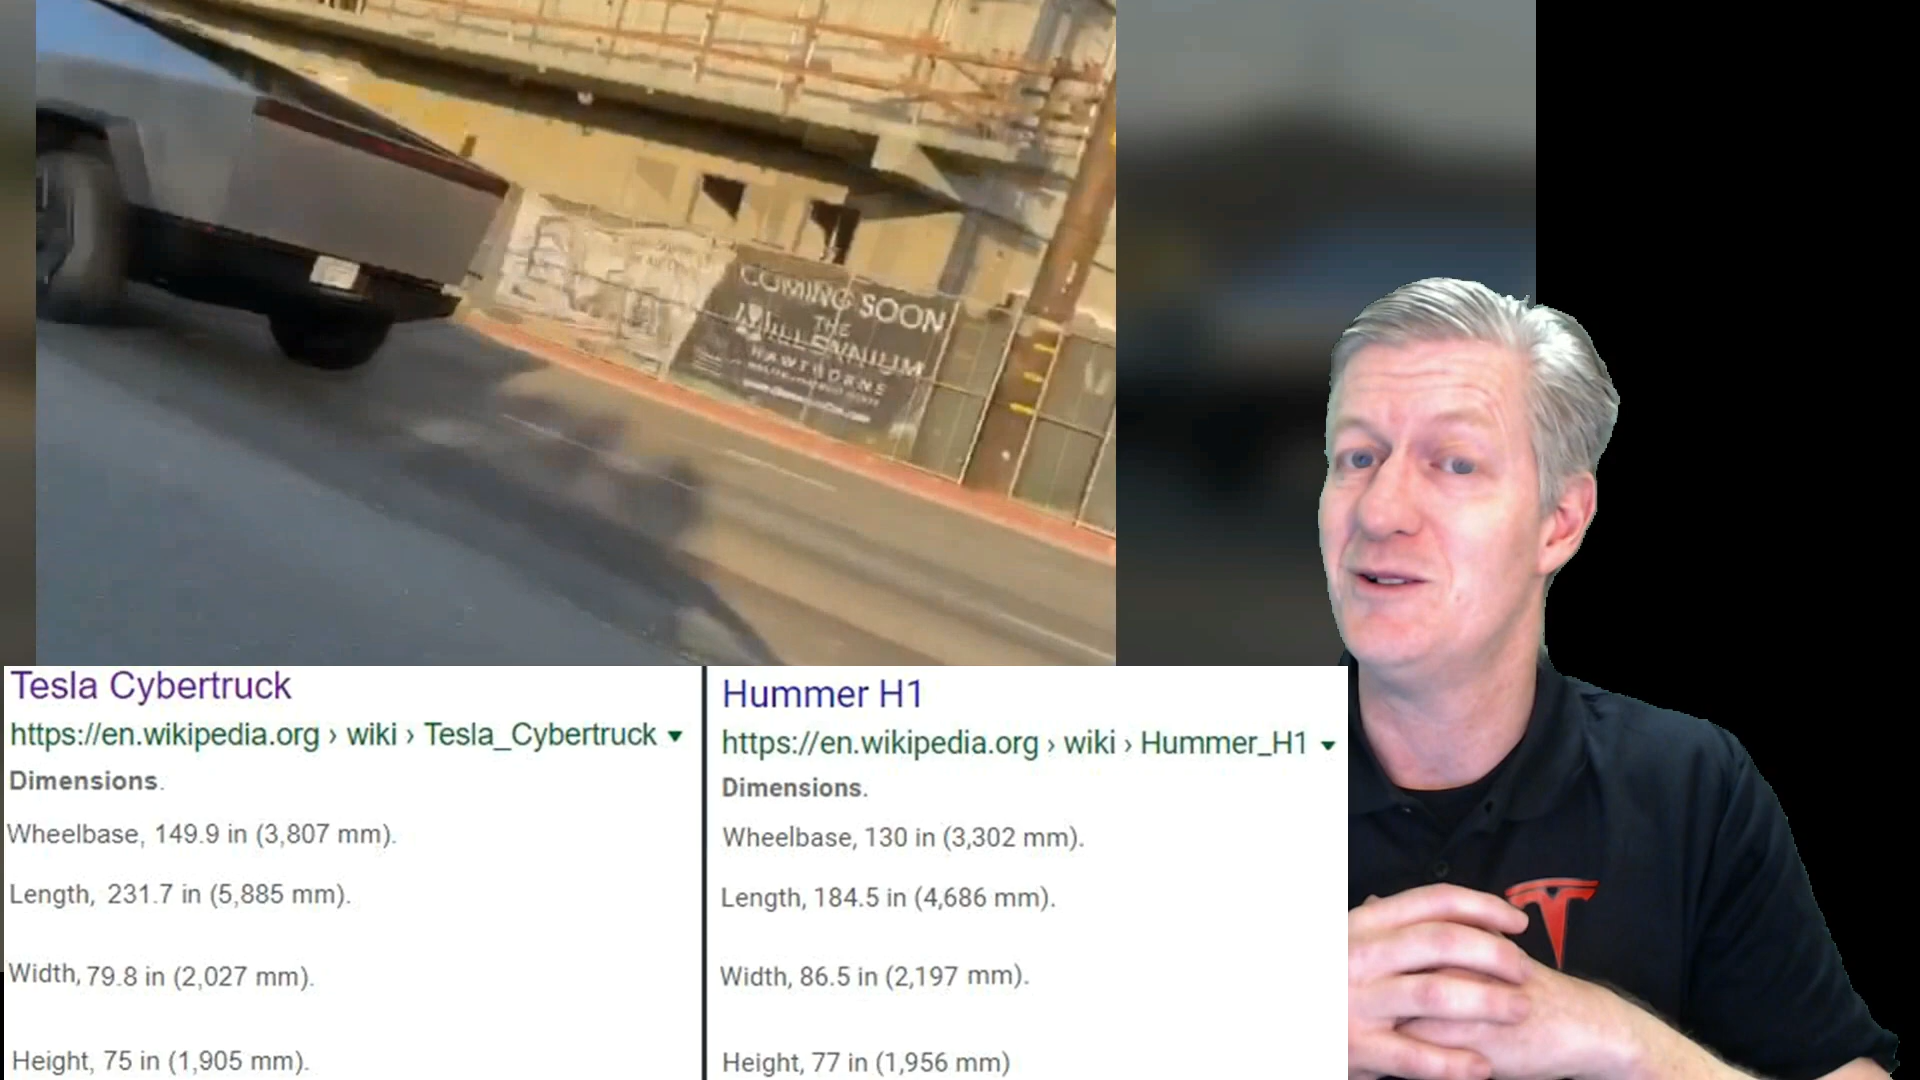 COMING SOON
THE
MILLENNIUM
HAWTHORNE
Tesla Cybertruck
https://en.wikipedia.org › wiki › Tesla_Cybertruck
Dimensions.
Wheelbase, 149.9 in (3,807 mm).
Length, 231.7 in (5,885 mm).
Width, 79.8 in (2,027 mm).
Height, 75 in (1,905 mm).
Hummer H1
https://en.wikipedia.org › wiki › Hummer_H1
Dimensions.
Wheelbase, 130 in (3,302 mm).
Length, 184.5 in (4,686 mm).
Width, 86.5 in (2,197 mm).
Height, 77 in (1,956 mm)